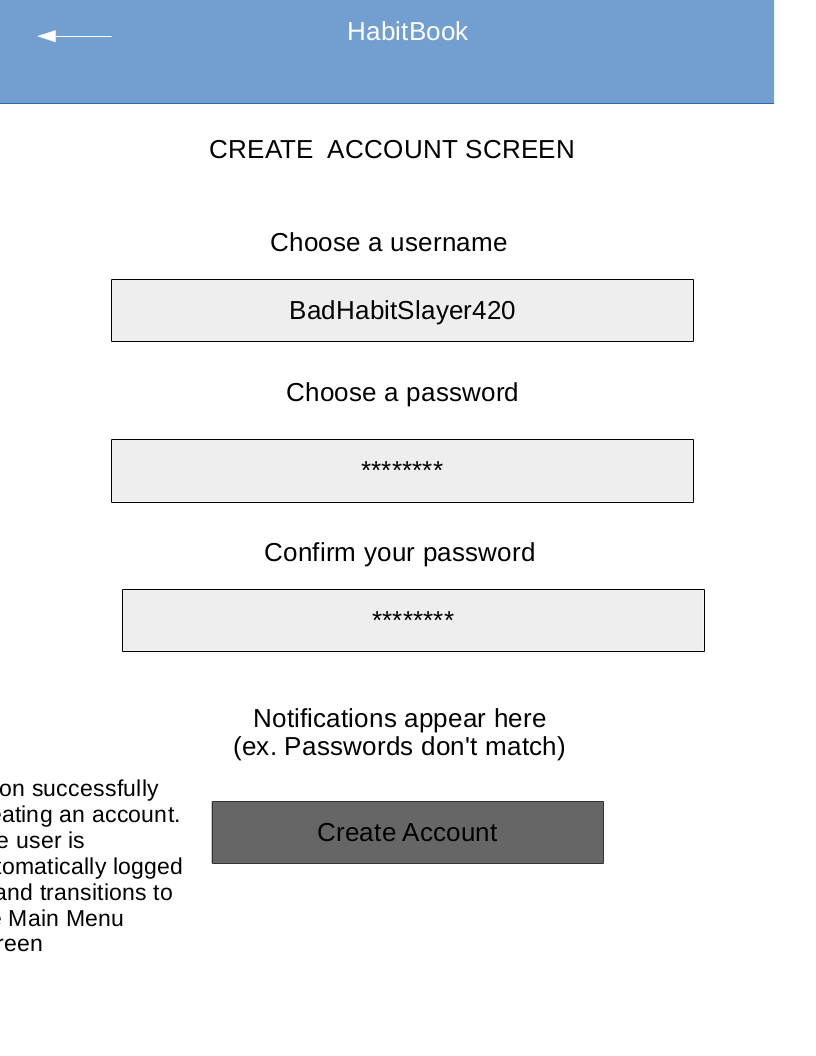 HabitBook
CREATE  ACCOUNT SCREEN
Choose a username
BadHabitSlayer420
Choose a password
********
Confirm your password
********
Notifications appear here
(ex. Passwords don't match)
on successfully
eating an account.
e user is
tomatically logged
and transitions to
e Main Menu
reen
Create Account